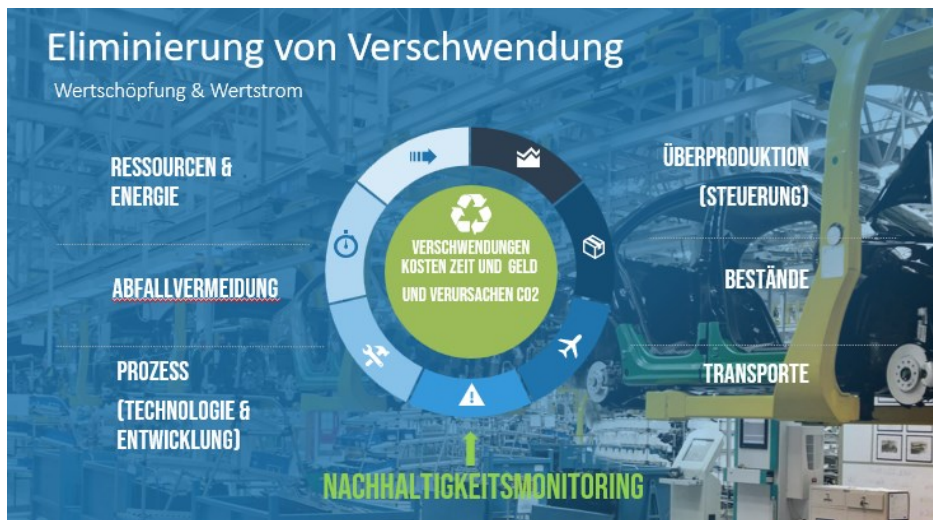 Eliminierung von Verschwendung
Wertschöpfung & Wertstrom
RESSOURCEN &
ENERGIE
ABFALLVERMEIDUNG
PROZESS
(TECHNOLOGIE &
ENTWICKLUNG)
VERSCHWENDUNGEN
KOSTEN ZEIT UND GELD
UND VERURSACHEN CO2
ÜBERPRODUKTION
(STEUERUNG)
BESTÄNDE
TRANSPORTE
NACHHALTIGKEITSMONITORING